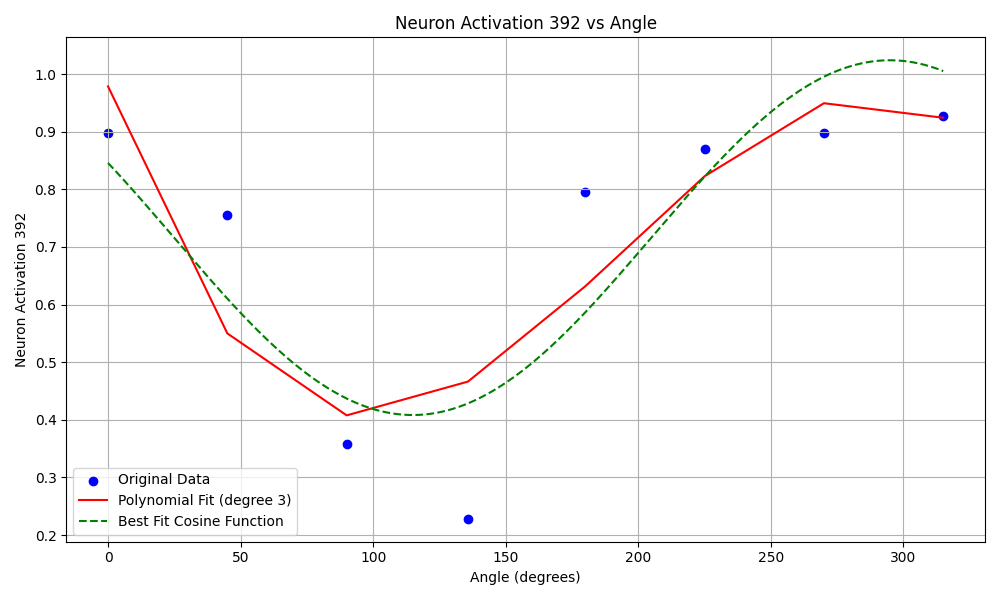 Neuron Activation 392 vs Angle
Neuron Activation 392
1.0
0.9
0.8
0.7
0.6
0.5
0.4
0.3
0.2
Original Data
Polynomial Fit (degree 3)
Best Fit Cosine Function
0 50 100 150 200 250 300
Angle (degrees)